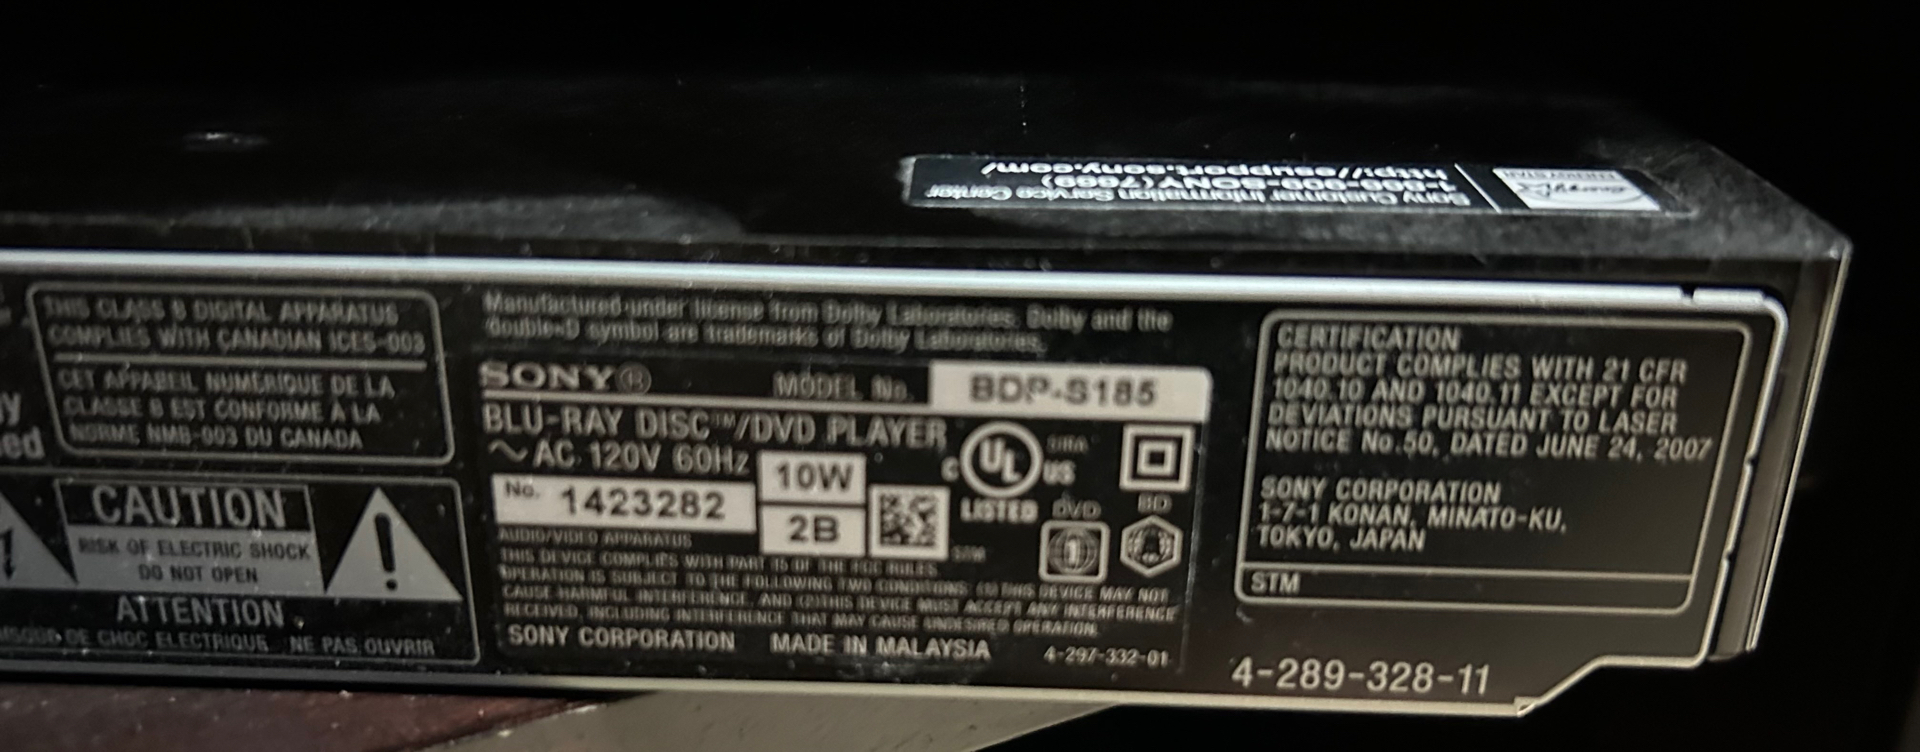 Sony Customer Information Service Center
1-866-909-SONY(7669)
http://esupport.sony.com/
energy
ENERGY STAR
THIS CLASS B DIGITAL APPARATUS
COMPLIES WITH CANADIAN ICES-003
CET APPAREIL NUMÉRIQUE DE LA
CLASSE B EST CONFORME À LA
NORME NMB-003 DU CANADA
CAUTION
RISK OF ELECTRIC SHOCK
DO NOT OPEN
ATTENTION
DE CHOC ELECTRIQUE NE PAS OUVRIR
Manufactured under license from Dolby Laboratories. Dolby and the
double-D symbol are trademarks of Dolby Laboratories.
SONY® MODEL No. BDP-S185
BLU-RAY DISC™/DVD PLAYER
~ AC 120V 60Hz 10W
No. 1423282 2B
C UL US
LISTED
DVD
1
BD
AUDIO/VIDEO APPARATUS
THIS DEVICE COMPLIES WITH PART 15 OF THE FCC RULES.
OPERATION IS SUBJECT TO THE FOLLOWING TWO CONDITIONS: (1) THIS DEVICE MAY NOT
CAUSE HARMFUL INTERFERENCE, AND (2) THIS DEVICE MUST ACCEPT ANY INTERFERENCE
RECEIVED, INCLUDING INTERFERENCE THAT MAY CAUSE UNDESIRED OPERATION.
SONY CORPORATION MADE IN MALAYSIA 4-297-332-01
CERTIFICATION
PRODUCT COMPLIES WITH 21 CFR
1040.10 AND 1040.11 EXCEPT FOR
DEVIATIONS PURSUANT TO LASER
NOTICE No.50, DATED JUNE 24, 2007
SONY CORPORATION
1-7-1 KONAN, MINATO-KU,
TOKYO, JAPAN
STM
4-289-328-11